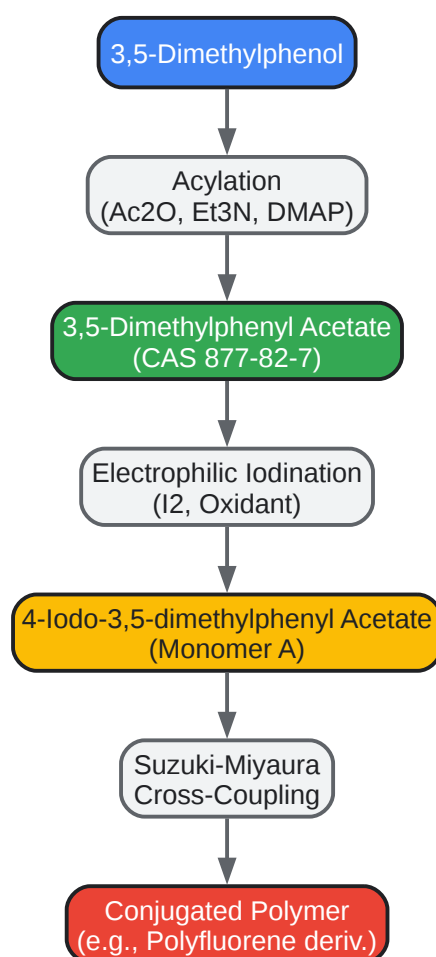 3,5-Dimethylphenol
Acylation
(Ac2O, Et3N, DMAP)
3,5-Dimethylphenyl Acetate
(CAS 877-82-7)
Electrophilic Iodination
(I2, Oxidant)
4-Iodo-3,5-dimethylphenyl Acetate
(Monomer A)
Suzuki-Miyaura
Cross-Coupling
Conjugated Polymer
(e.g., Polyfluorene deriv.)